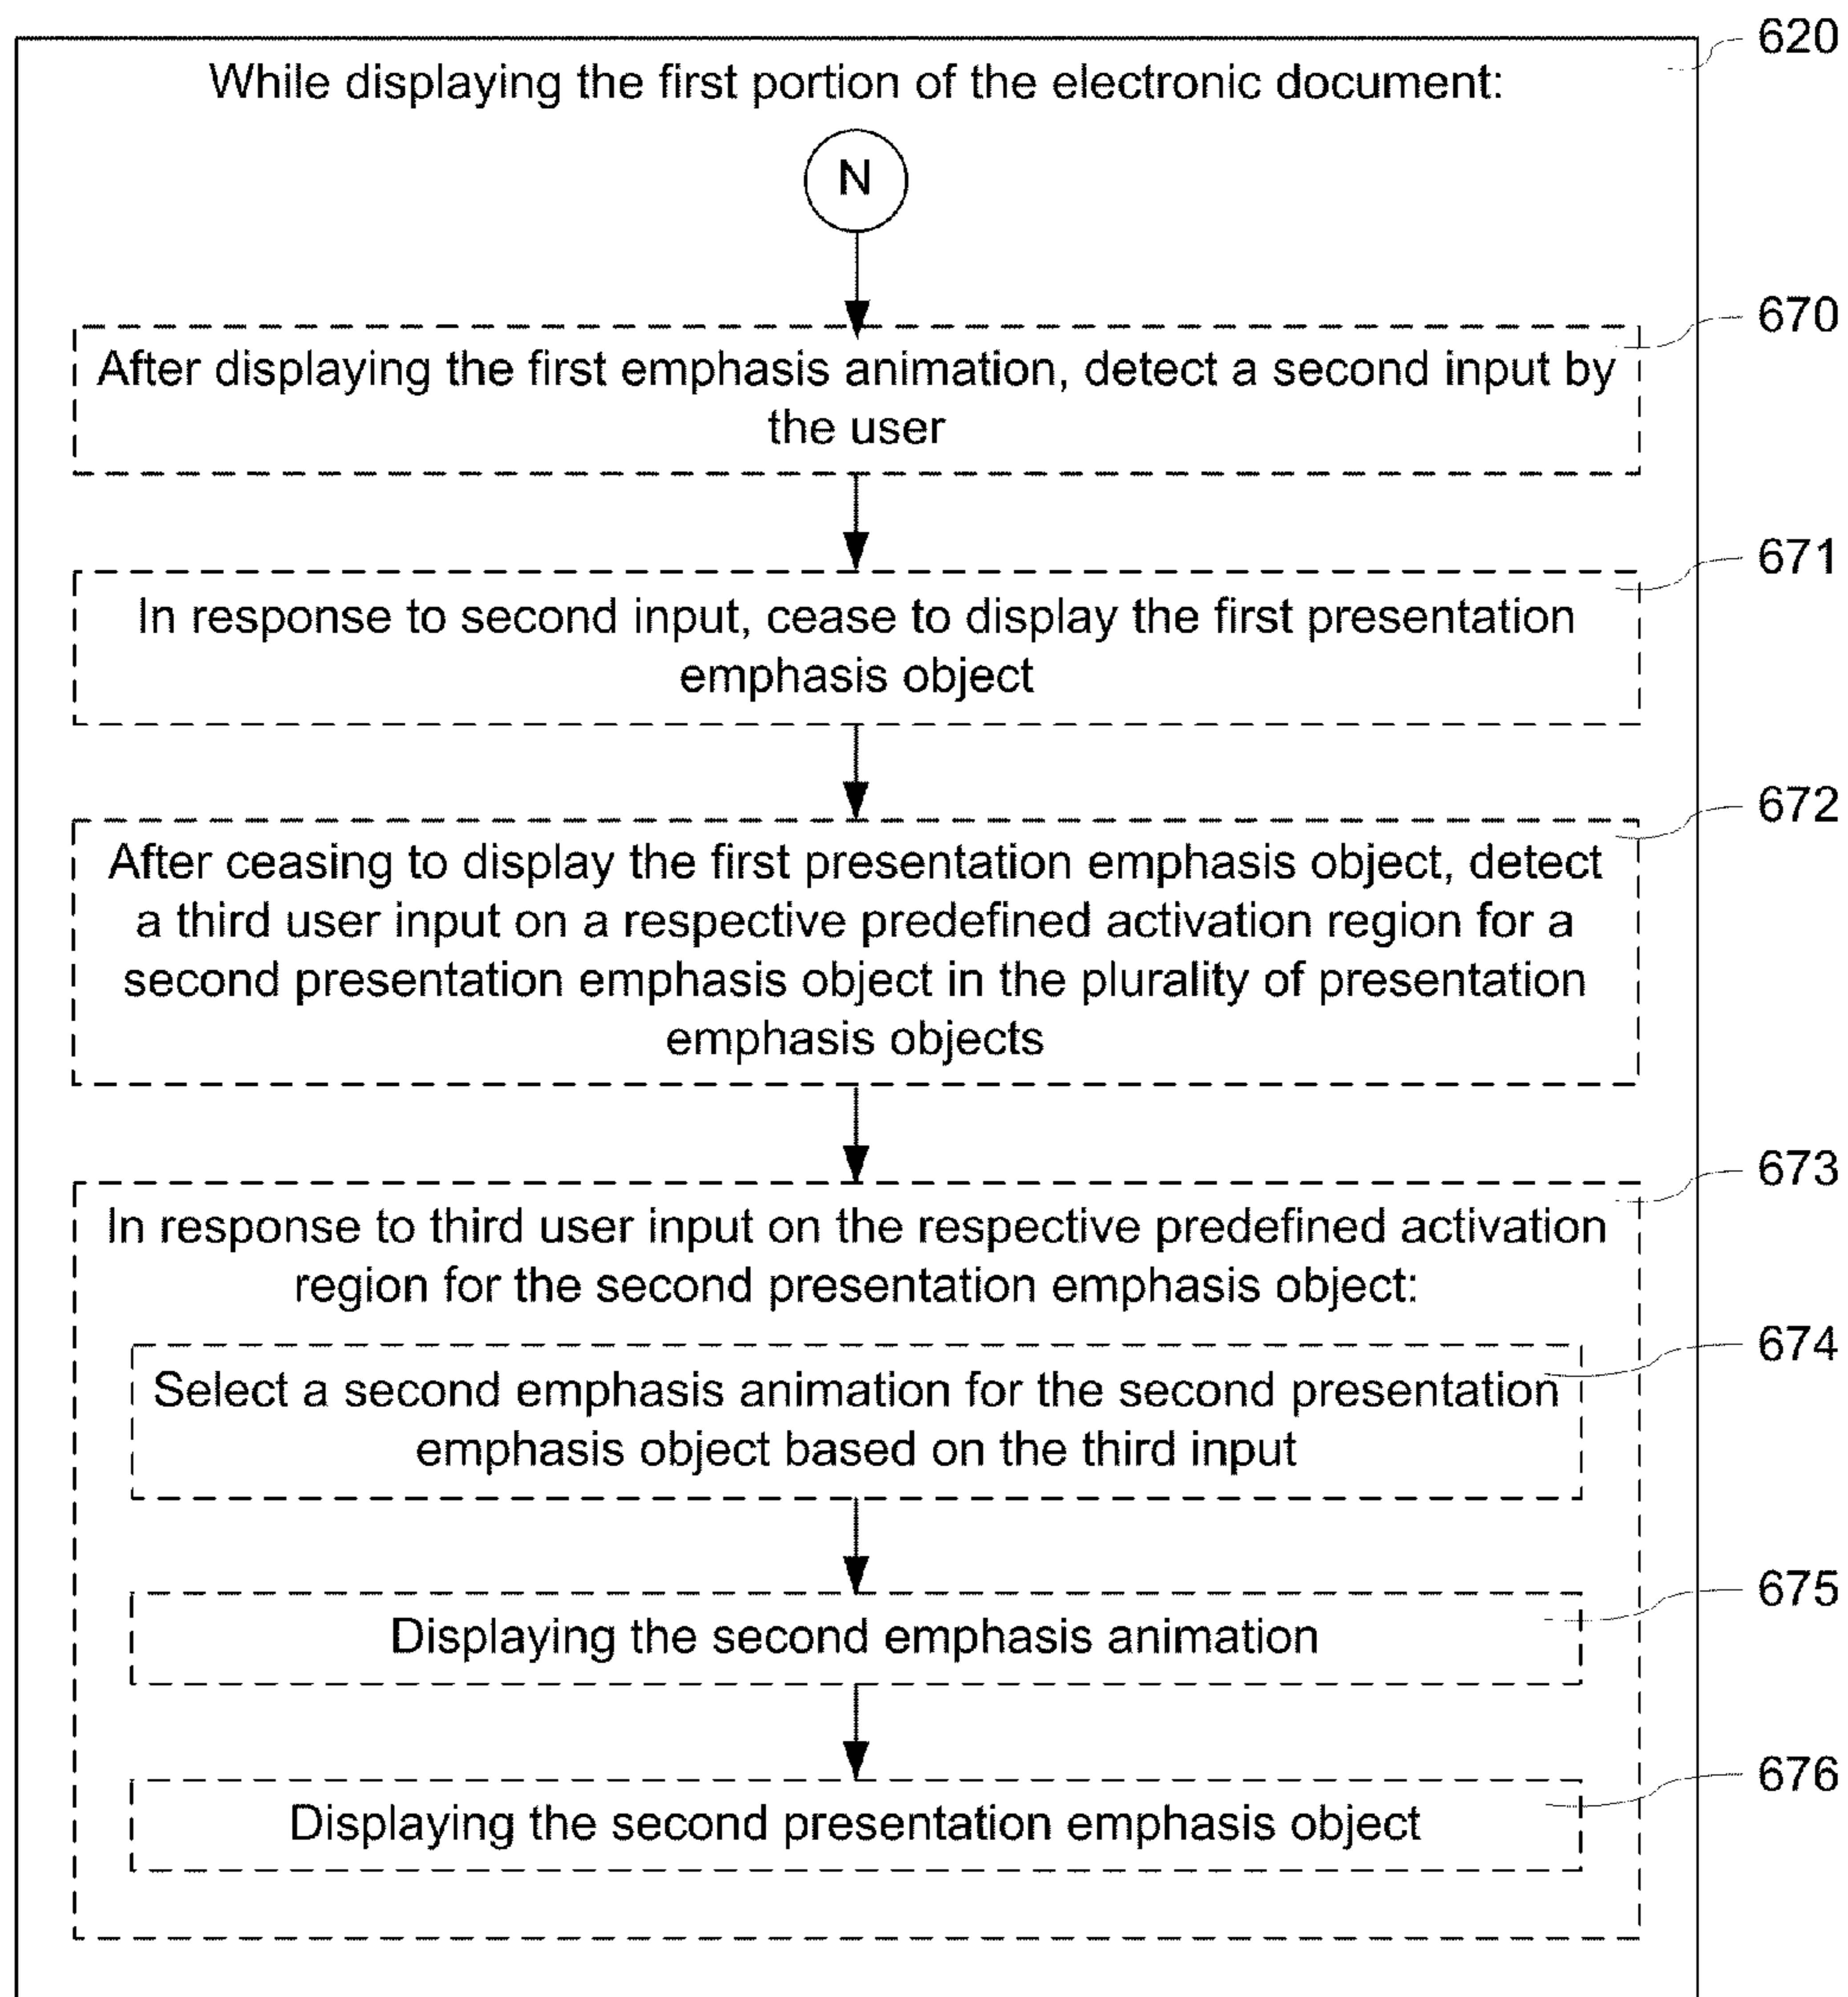 620
While displaying the first portion of the electronic document:
N
670
After displaying the first emphasis animation, detect a second input by
the user
671
In response to second input, cease to display the first presentation
emphasis object
672
After ceasing to display the first presentation emphasis object, detect
a third user input on a respective predefined activation region for a
second presentation emphasis object in the plurality of presentation
emphasis objects
673
In response to third user input on the respective predefined activation
region for the second presentation emphasis object:
674
Select a second emphasis animation for the second presentation
emphasis object based on the third input
675
Displaying the second emphasis animation
676
Displaying the second presentation emphasis object